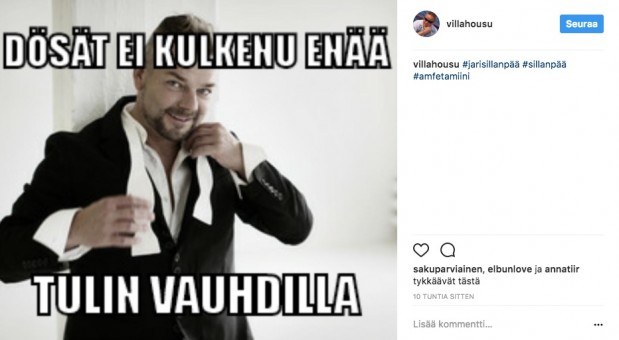 DÖSÄT EI KULKENU ENÄÄ
TULIN VAUHDILLA
villahousu
Seuraa
villahousu #jarisillanpää #sillanpää
#amfetamiini
sakuparviainen, elbunlove ja annatiir
tykkäävät tästä
10 TUNTIA SITTEN
Lisää kommentti...